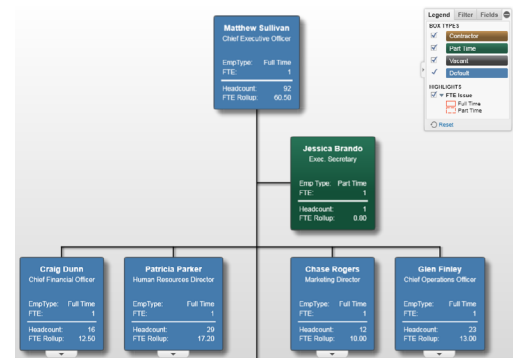 Matthew Sullivan
Chief Executive Officer
EmpType: Full Time
FTE: 1
Headcount: 92
FTE Rollup: 60.50
Legend Filter Fields
BOX TYPES
Contractor
Part Time
Vacant
Default
HIGHLIGHTS
FTE Issue
Full Time
Part Time
Reset
Jessica Brando
Exec. Secretary
Emp Type: Part Time
FTE: 1
Headcount: 1
FTE Rollup: 0.00
Craig Dunn
Chief Financial Officer
EmpType: Full Time
FTE: 1
Headcount: 16
FTE Rollup: 12.50
Patricia Parker
Human Resources Director
EmpType: Full Time
FTE: 1
Headcount: 20
FTE Rollup: 17.20
Chase Rogers
Marketing Director
EmpType: Full Time
FTE: 1
Headcount: 12
FTE Rollup: 10.00
Glen Finley
Chief Operations Officer
EmpType: Full Time
FTE: 1
Headcount: 23
FTE Rollup: 13.00